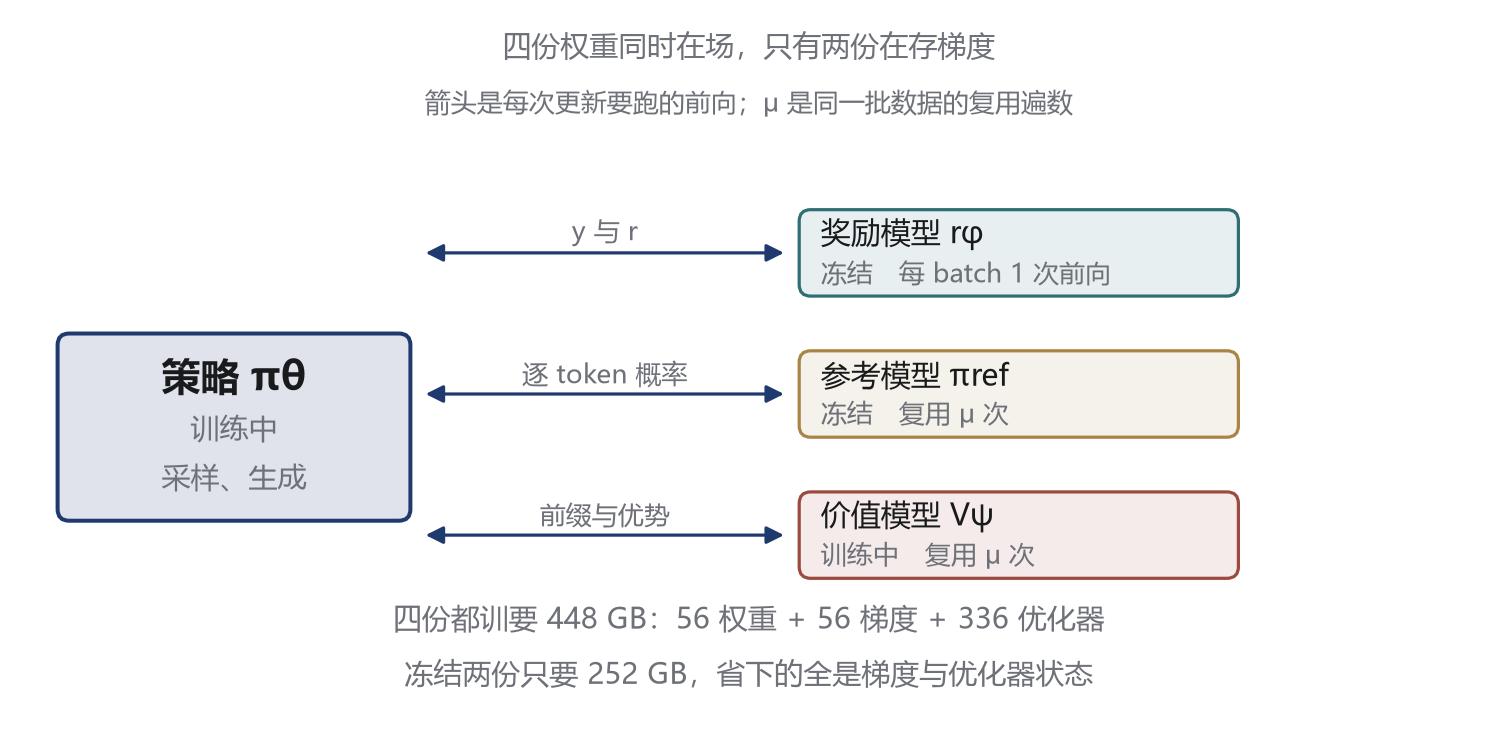 四份权重同时在场，只有两份在存梯度
箭头是每次更新要跑的前向；μ 是同一批数据的复用遍数
y 与 r
奖励模型 rφ
冻结 每 batch 1 次前向
策略 πθ
训练中
采样、生成
逐 token 概率
参考模型 πref
冻结 复用 μ 次
前缀与优势
价值模型 Vψ
训练中 复用 μ 次
四份都训要 448 GB：56 权重 + 56 梯度 + 336 优化器
冻结两份只要 252 GB，省下的全是梯度与优化器状态